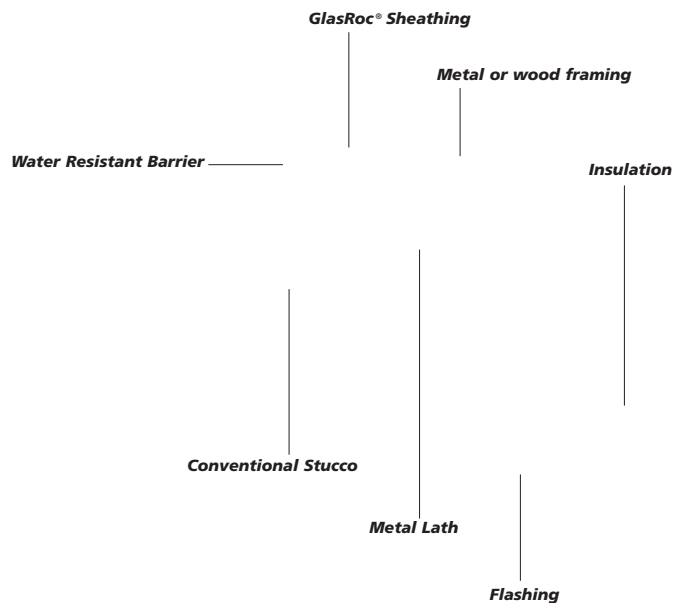 GlasRoc® Sheathing
Metal or wood framing
Water Resistant Barrier
Insulation
Conventional Stucco
Metal Lath
Flashing